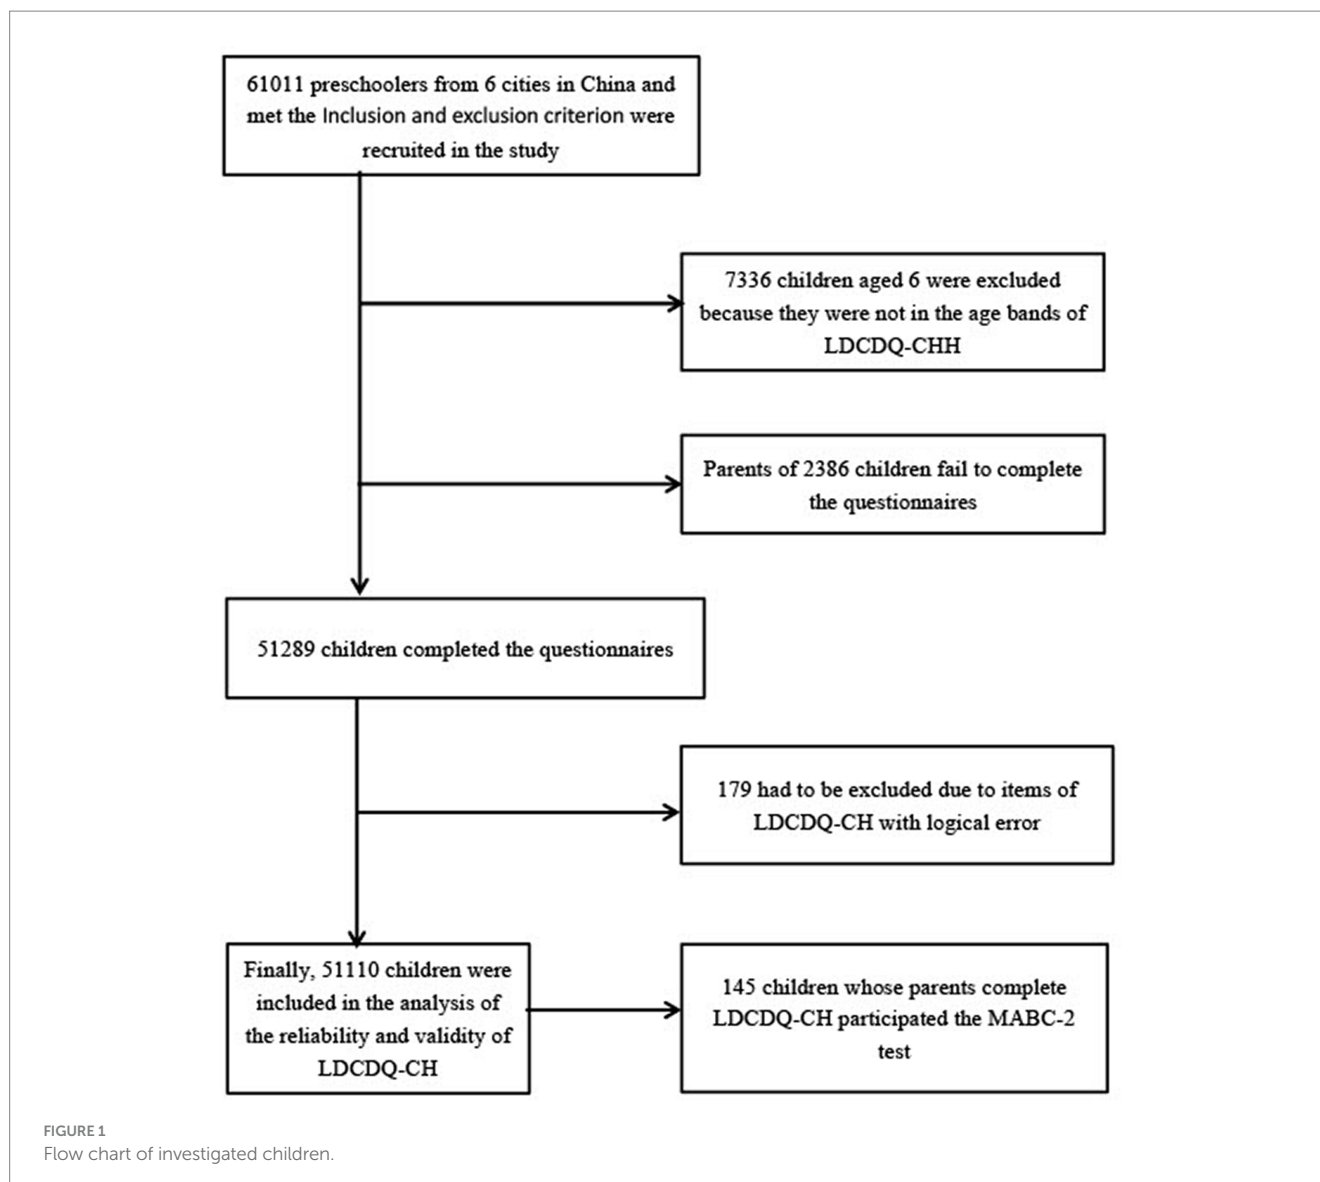 61011 preschoolers from 6 cities in China and
met the Inclusion and exclusion criterion were
recruited in the study
7336 children aged 6 were excluded
because they were not in the age bands of
LDCDQ-CHH
Parents of 2386 children fail to complete
the questionnaires
51289 children completed the questionnaires
179 had to be excluded due to items of
LDCDQ-CH with logical error
Finally, 51110 children were
included in the analysis of
the reliability and validity of
LDCDQ-CH
145 children whose parents complete
LDCDQ-CH participated the MABC-2
test
FIGURE 1
Flow chart of investigated children.